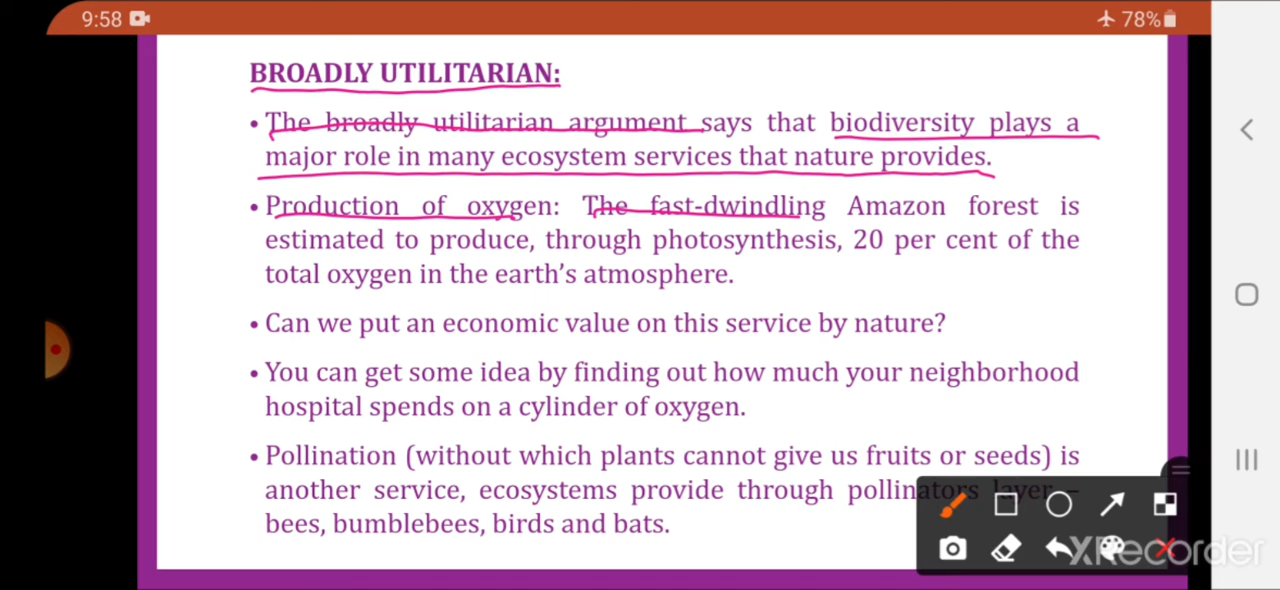 9:58
78%
BROADLY UTILITARIAN:
• The broadly utilitarian argument says that biodiversity plays a
major role in many ecosystem services that nature provides.
• Production of oxygen: The fast-dwindling Amazon forest is
estimated to produce, through photosynthesis, 20 per cent of the
total oxygen in the earth's atmosphere.
• Can we put an economic value on this service by nature?
• You can get some idea by finding out how much your neighborhood
hospital spends on a cylinder of oxygen.
• Pollination (without which plants cannot give us fruits or seeds) is
another service, ecosystems provide through pollinators layer –
bees, bumblebees, birds and bats.
XRecorder